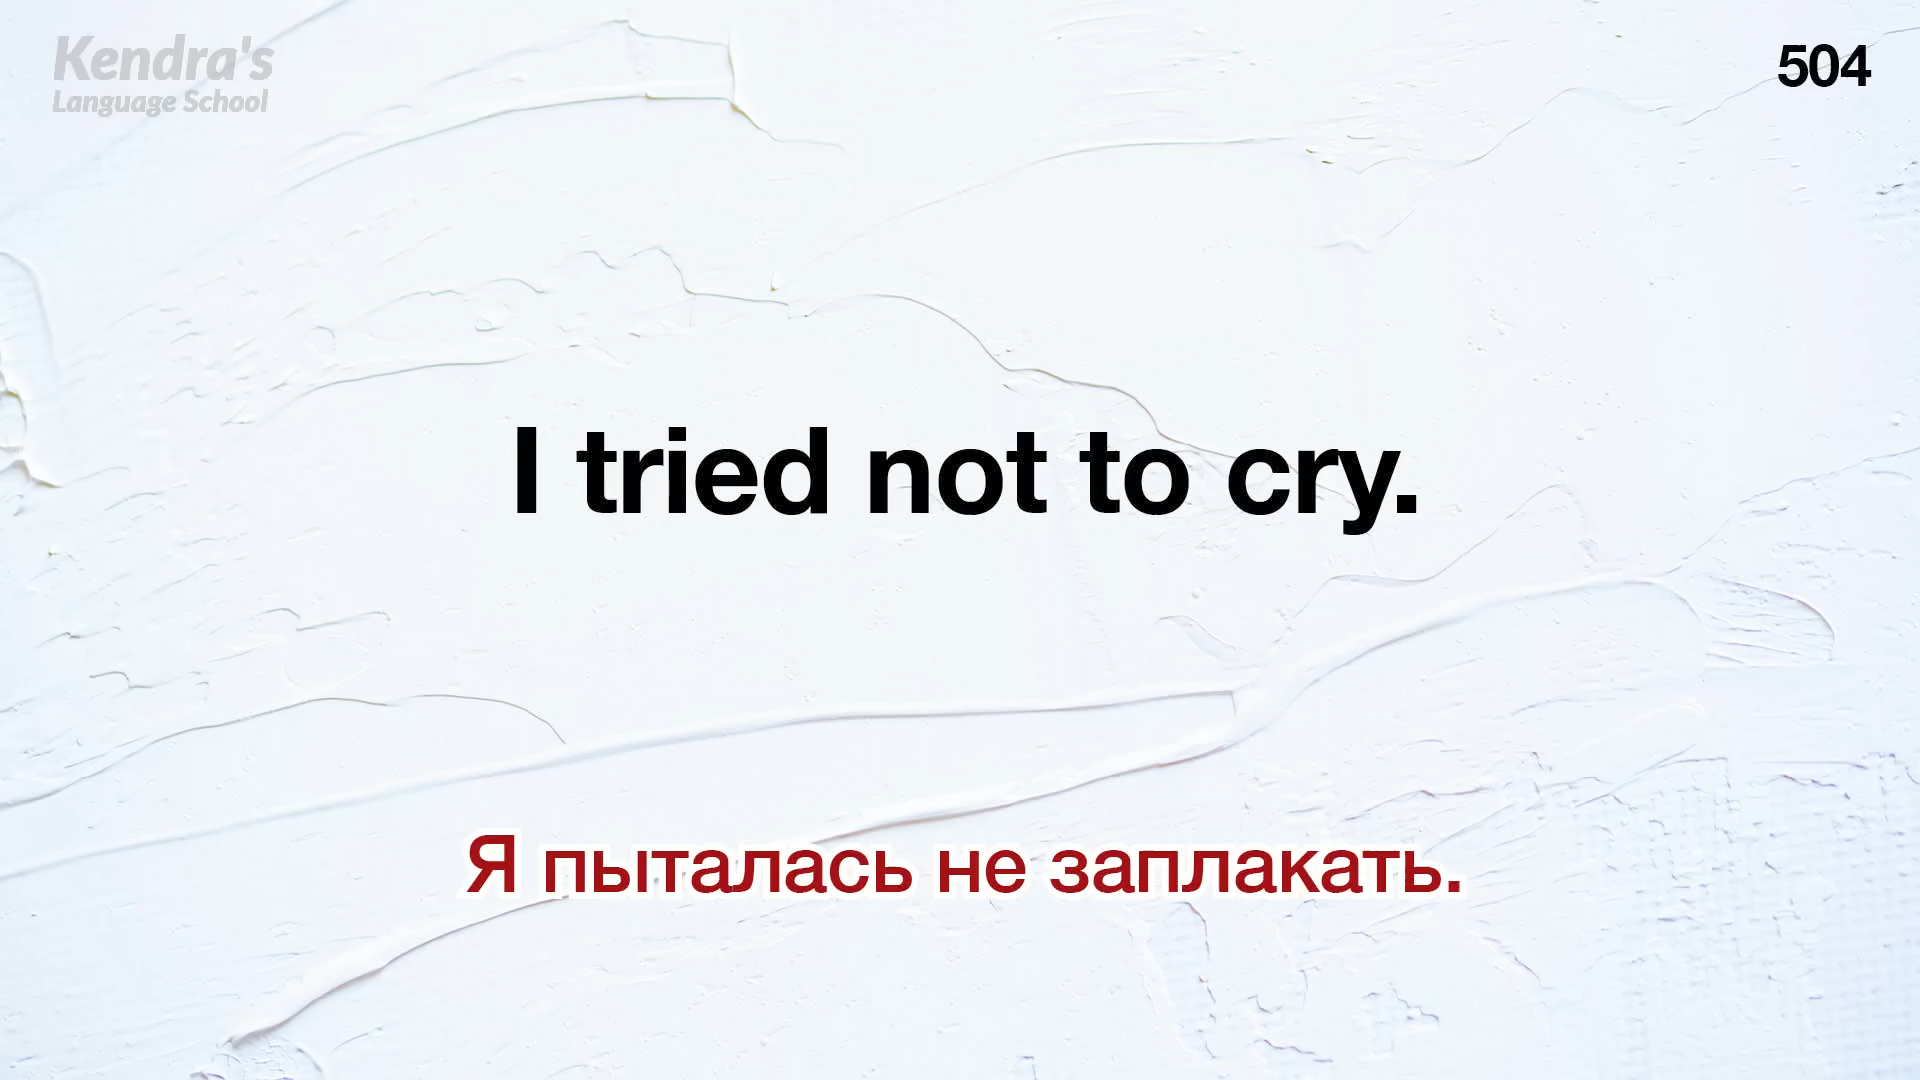 Kendra's
Language School
504
I tried not to cry.
Я пыталась не заплакать.